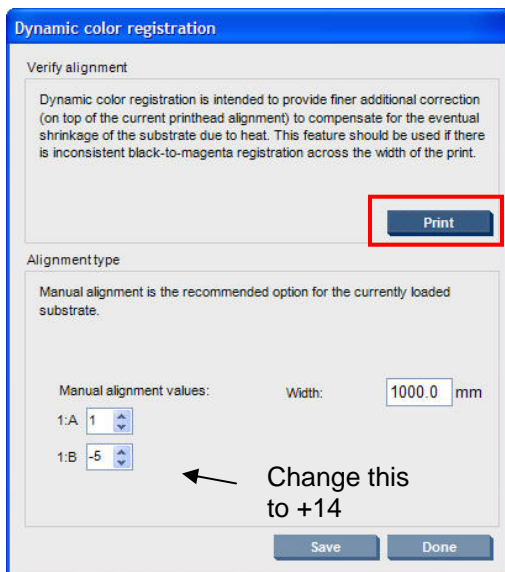 Dynamic color registration
Verify alignment
Dynamic color registration is intended to provide finer additional correction
(on top of the current printhead alignment) to compensate for the eventual
shrinkage of the substrate due to heat. This feature should be used if there
is inconsistent black-to-magenta registration across the width of the print.
Print
Alignment type
Manual alignment is the recommended option for the currently loaded
substrate.
Manual alignment values: Width: 1000.0 mm
1:A 1
1:B -5
Change this
to +14
Save Done